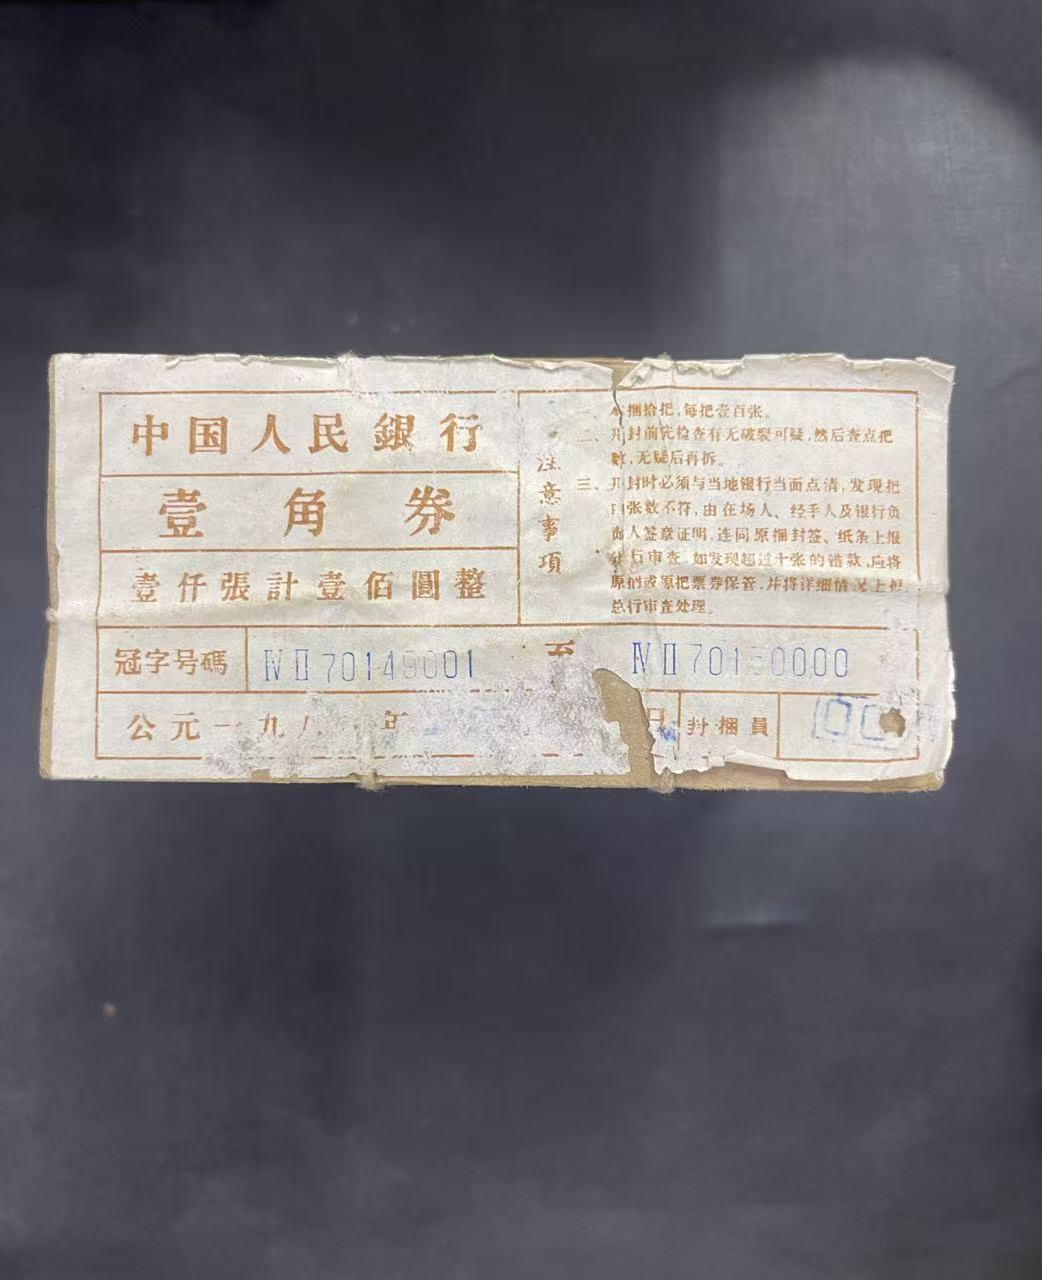 中国人民銀行
壹角券
壹仟張計壹佰圓整
注意事項
捆拾把,每把壹百张。
二、开封前先检查有无破裂可疑,然后查点把
数,无疑后再拆。
三、开封时必须与当地银行当面点清,发现把
张数不符,由在场人、经手人及银行负
责人签章证明,连同原捆封签、纸条上报
分行审查,如发现超过十张的错款,应将
原捆或原把票券保管,并将详细情况上报
总行审查处理。
冠字号碼 ⅣⅡ70149001 至 ⅣⅡ70150000
公元一九八 年 日 封捆員